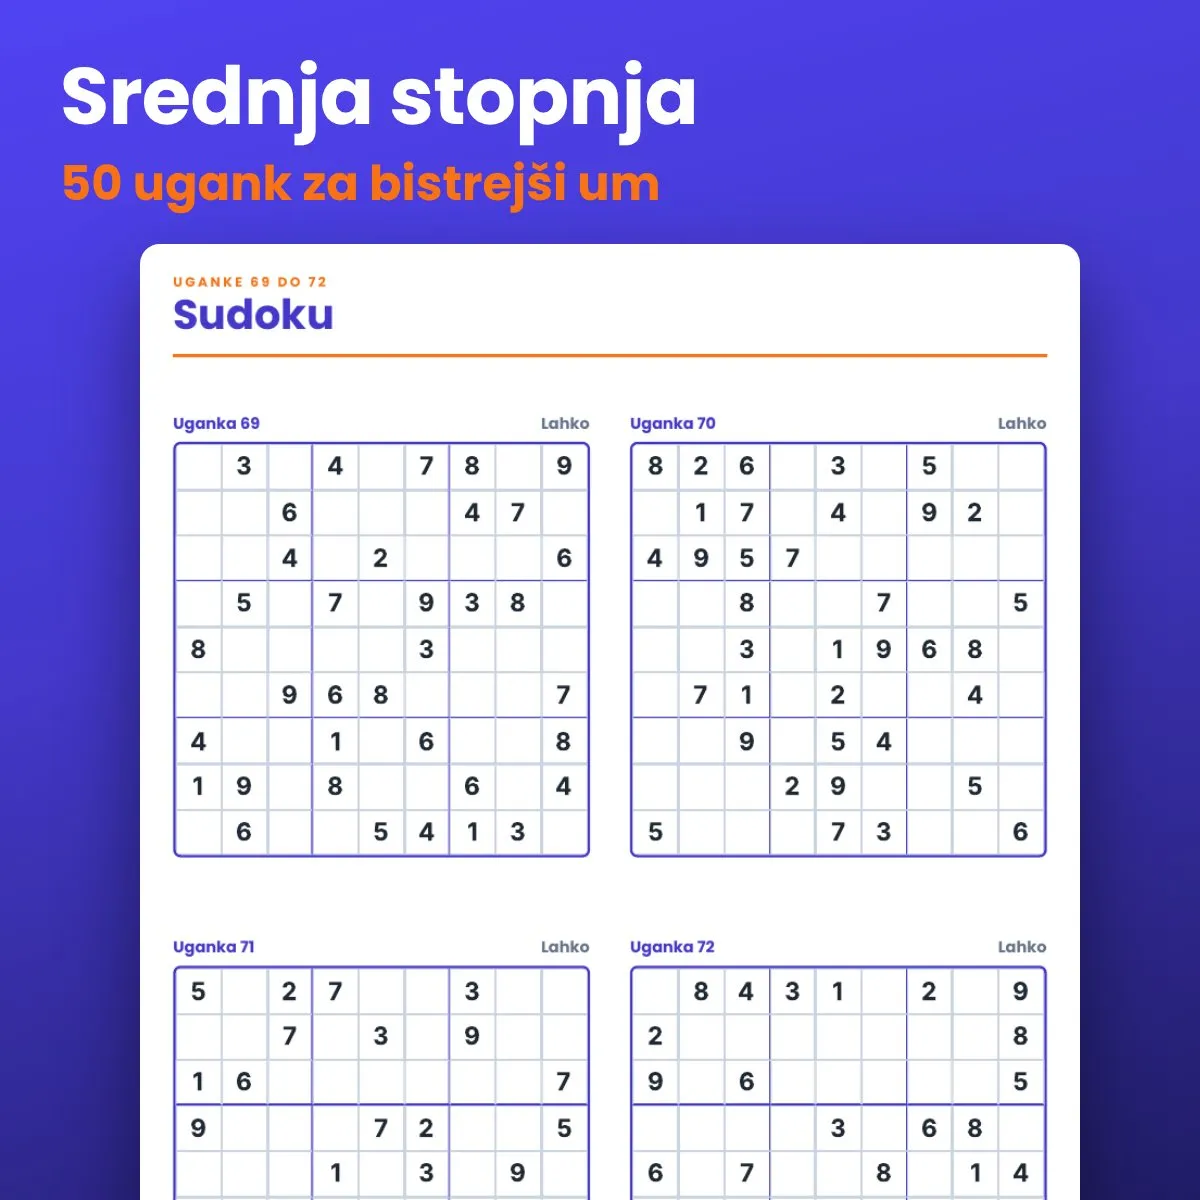 Srednja stopnja
50 ugank za bistrejši um
UGANKE 69 DO 72
Sudoku
Uganka 69 Lahko
3 4 7 8 9
6 4 7
4 2 6
5 7 9 3 8
8 3
9 6 8 7
4 1 6 8
1 9 8 6 4
6 5 4 1 3
Uganka 70 Lahko
8 2 6 3 5
1 7 4 9 2
4 9 5 7
8 7 5
3 1 9 6 8
7 1 2 4
9 5 4
2 9 5
5 7 3 6
Uganka 71 Lahko
5 2 7 3
7 3 9
1 6 7
9 7 2 5
1 3 9
Uganka 72 Lahko
8 4 3 1 2 9
2 8
9 6 5
3 6 8
6 7 8 1 4